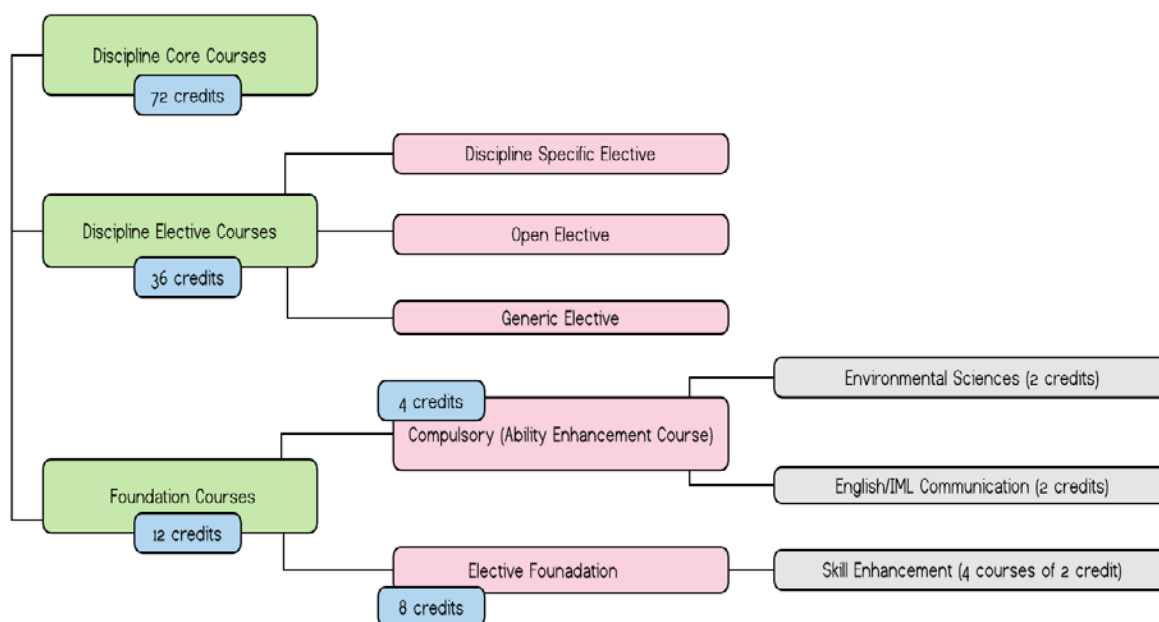 Discipline Core Courses
72 credits
Discipline Specific Elective
Discipline Elective Courses
36 credits
Open Elective
Generic Elective
Environmental Sciences (2 credits)
4 credits
Compulsory (Ability Enhancement Course)
English/IML Communication (2 credits)
Foundation Courses
12 credits
Elective Founadation
8 credits
Skill Enhancement (4 courses of 2 credit)